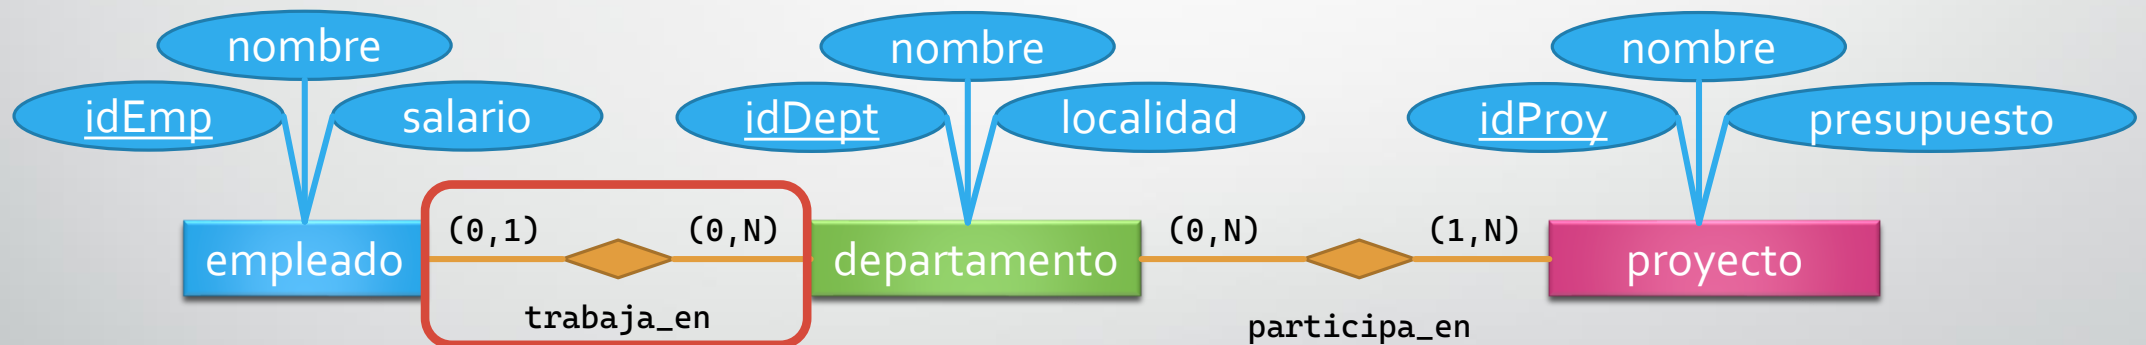 nombre
nombre
nombre
idEmp salario idDept localidad idProy presupuesto
(0,1) (0,N) (0,N) (1,N)
empleado departamento proyecto
trabaja_en participa_en